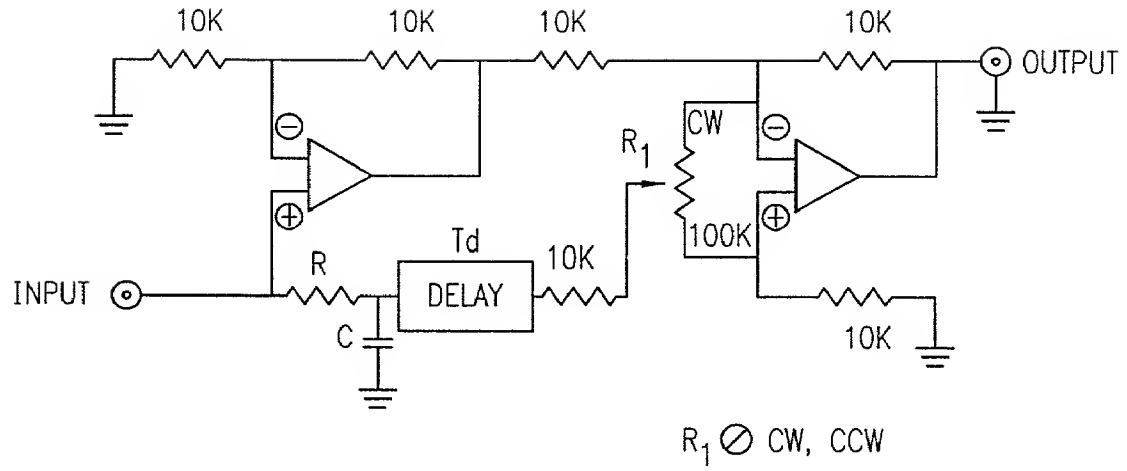 10K 10K 10K 10K
OUTPUT
−
CW
−
R1
+
100K
+
Td
R
10K
INPUT
DELAY
C
10K
R1 ⊘ CW, CCW